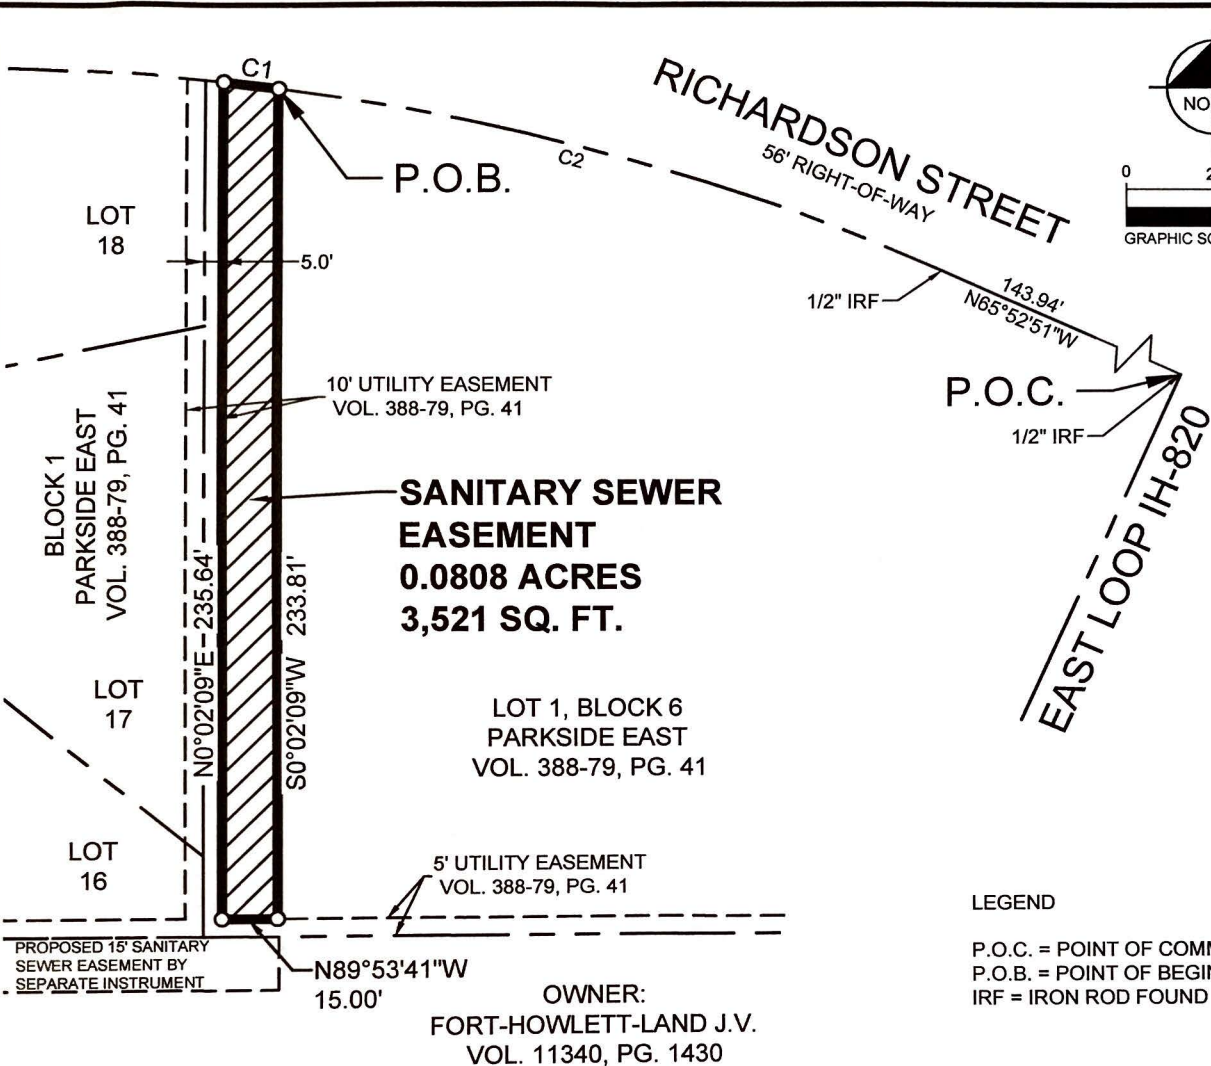 C1
P.O.B.
C2
RICHARDSON STREET
56' RIGHT-OF-WAY
0
GRAPHIC
LOT
18
5.0'
1/2" IRF
143.94'
N65°52'51"W
P.O.C.
1/2" IRF
EAST LOOP IH-820
10' UTILITY EASEMENT
VOL. 388-79, PG. 41
BLOCK 1
PARKSIDE EAST
VOL. 388-79, PG. 41
SANITARY SEWER
EASEMENT
0.0808 ACRES
3,521 SQ. FT.
N0°02'09"E 235.64'
S0°02'09"W 233.81'
LOT
17
LOT 1, BLOCK 6
PARKSIDE EAST
VOL. 388-79, PG. 41
LOT
16
5' UTILITY EASEMENT
VOL. 388-79, PG. 41
PROPOSED 15' SANITARY
SEWER EASEMENT BY
SEPARATE INSTRUMENT
N89°53'41"W
15.00'
OWNER:
FORT-HOWLETT-LAND J.V.
VOL. 11340, PG. 1430
LEGEND
P.O.C. = POINT OF
P.O.B. = POINT OF
IRF = IRON ROD FOUND